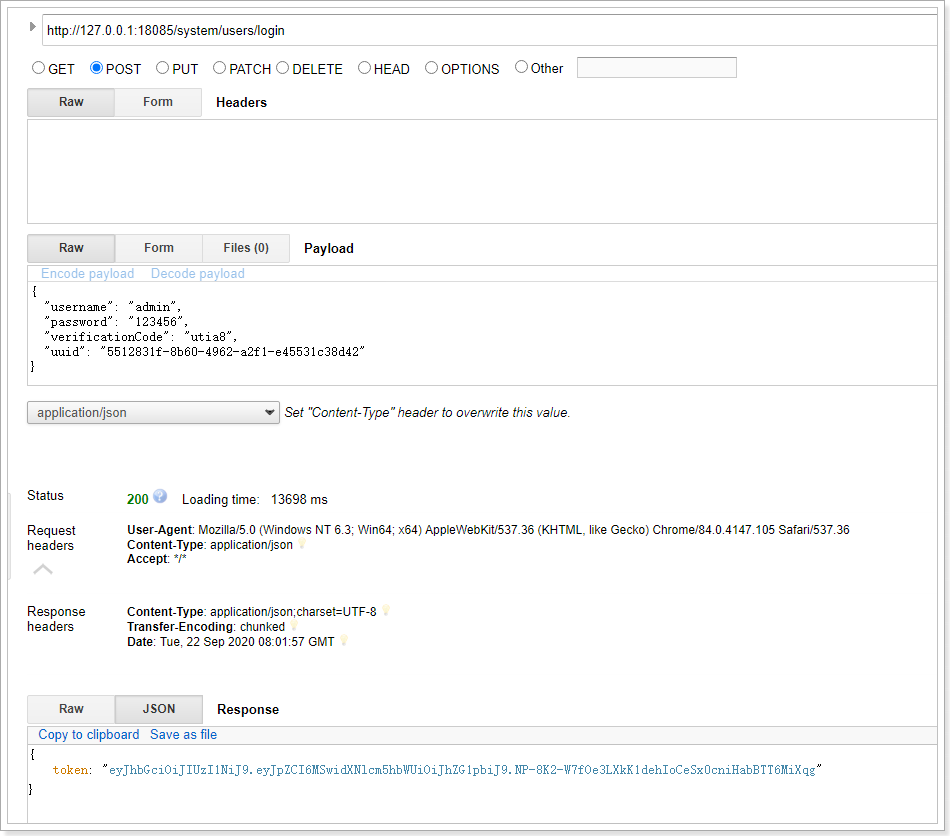 http://127.0.0.1:18085/system/users/login
GET POST PUT PATCH DELETE HEAD OPTIONS Other
Raw Form Headers
Raw Form Files (0) Payload
Encode payload Decode payload
{
"username": "admin",
"password": "123456",
"verificationCode": "utia8",
"uuid": "5512831f-8b60-4962-a2f1-e45531c38d42"
}
application/json Set "Content-Type" header to overwrite this value.
Status 200 Loading time: 13698 ms
Request headers
User-Agent: Mozilla/5.0 (Windows NT 6.3; Win64; x64) AppleWebKit/537.36 (KHTML, like Gecko) Chrome/84.0.4147.105 Safari/537.36
Content-Type: application/json
Accept: */*
Response headers
Content-Type: application/json;charset=UTF-8
Transfer-Encoding: chunked
Date: Tue, 22 Sep 2020 08:01:57 GMT
Raw JSON Response
Copy to clipboard Save as file
{
token: "eyJhbGciOiJIUzI1NiJ9.eyJpZCI6MSwidXNlcm5hbWUiOiJhZG1pbiJ9.NP-8K2-W7fOe3LXkK1dehIoCeSx0cniHabBTT6MiXqg"
}